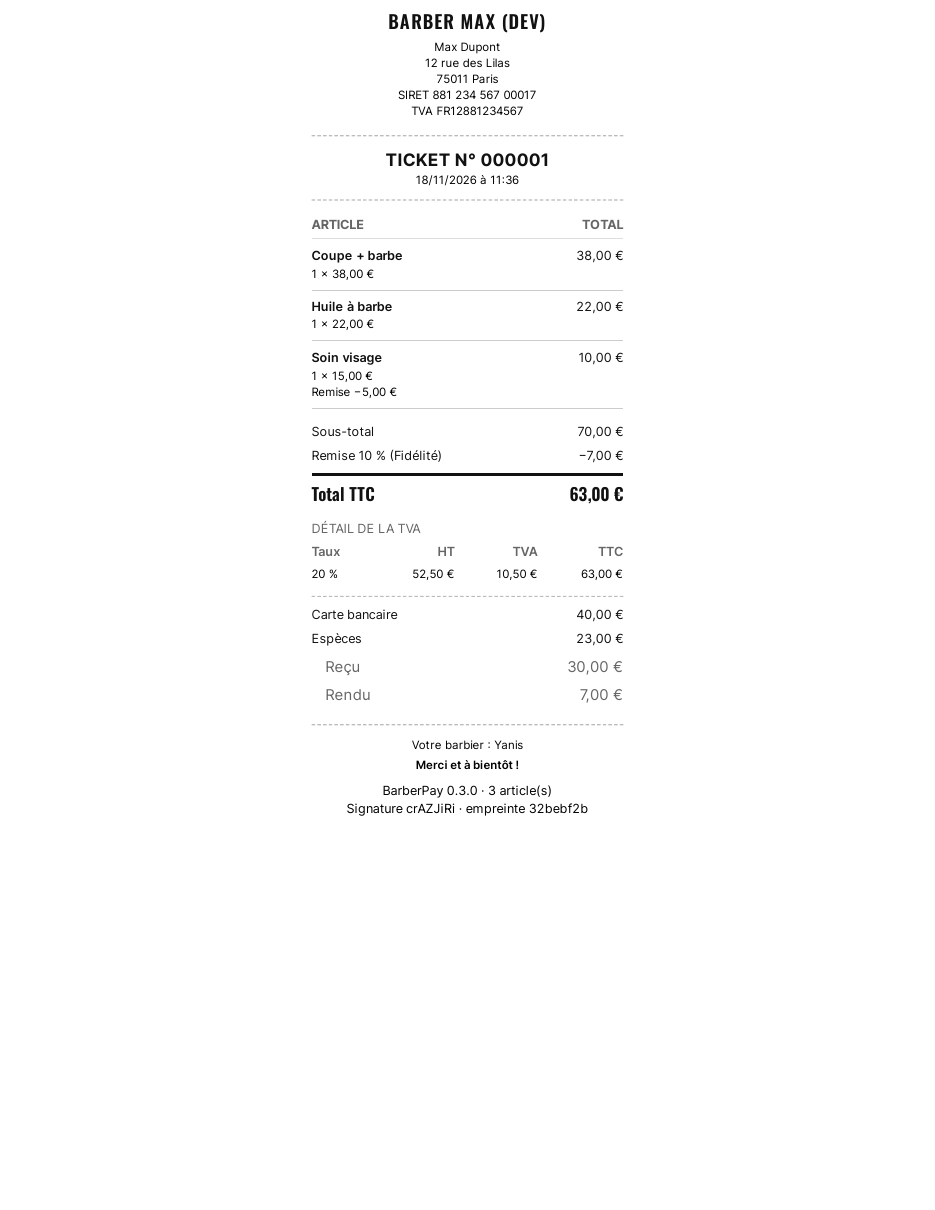 BARBER MAX (DEV)
Max Dupont
12 rue des Lilas
75011 Paris
SIRET 881 234 567 00017
TVA FR12881234567
TICKET N° 000001
18/11/2026 à 11:36
ARTICLE TOTAL
Coupe + barbe 38,00 €
1 × 38,00 €
Huile à barbe 22,00 €
1 × 22,00 €
Soin visage 10,00 €
1 × 15,00 €
Remise −5,00 €
Sous-total 70,00 €
Remise 10 % (Fidélité) −7,00 €
Total TTC 63,00 €
DÉTAIL DE LA TVA
Taux HT TVA TTC
20 % 52,50 € 10,50 € 63,00 €
Carte bancaire 40,00 €
Espèces 23,00 €
Reçu 30,00 €
Rendu 7,00 €
Votre barbier : Yanis
Merci et à bientôt !
BarberPay 0.3.0 · 3 article(s)
Signature crAZJiRi · empreinte 32bebf2b